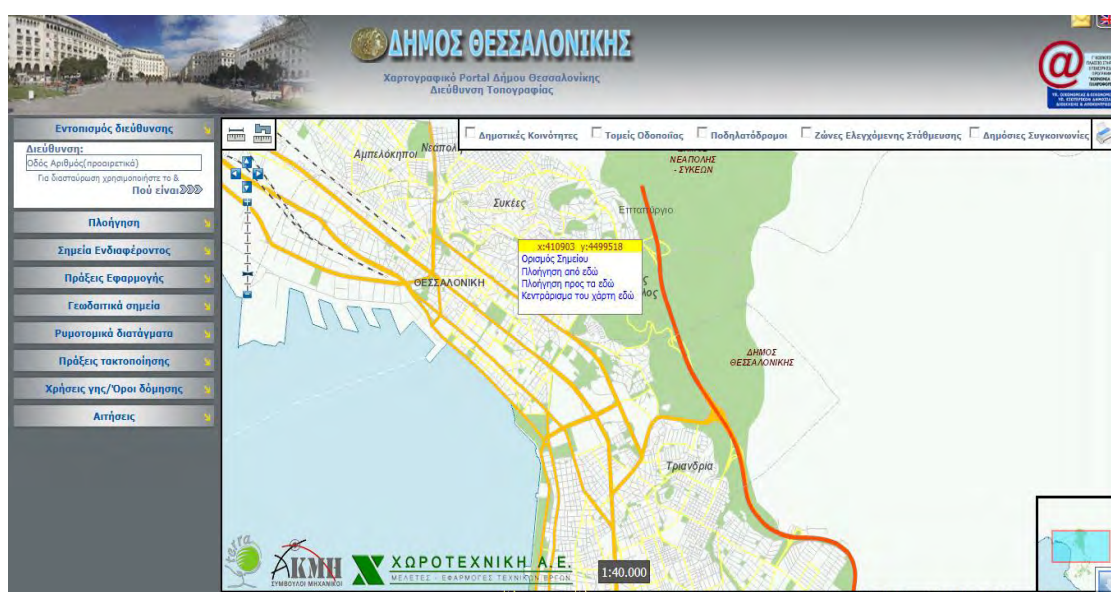 ΔΗΜΟΣ ΘΕΣΣΑΛΟΝΙΚΗΣ
Χαρτογραφικό Portal Δήμου Θεσσαλονίκης
Διεύθυνση Τοπογραφίας
Εντοπισμός διεύθυνσης
Διεύθυνση:
Οδός Αριθμός(προαιρετικά)
Για διασταύρωση χρησιμοποιήστε το &
Πού είναι
Πλοήγηση
Σημεία Ενδιαφέροντος
Πράξεις Εφαρμογής
Γεωδαιτικά σημεία
Ρυμοτομικά διατάγματα
Πράξεις τακτοποίησης
Χρήσεις γης/Όροι δόμησης
Αιτήσεις
Δημοτικές Κοινότητες Τομείς Οδοποιΐας Ποδηλατόδρομοι Ζώνες Ελεγχόμενης Στάθμευσης Δημόσιες Συγκοινωνίες
Αμπελόκηποι
ΝΕΑΠΟΛΗΣ
- ΣΥΚΕΩΝ
Συκεές
Επταπύργιο
x:410903 y:4499518
Ορισμός Σημείου
Πλοήγηση από εδώ
Πλοήγηση προς τα εδώ
Κεντράρισμα του χάρτη εδώ
ΘΕΣΣΑΛΟΝΙΚΗ
ΔΗΜΟΣ
ΘΕΣΣΑΛΟΝΙΚΗΣ
Τριανδρία
terra
ΑΚΜΗ
ΣΥΜΒΟΥΛΟΙ ΜΗΧΑΝΙΚΟΙ
ΧΩΡΟΤΕΧΝΙΚΗ Α.Ε.
ΜΕΛΕΤΕΣ - ΕΦΑΡΜΟΓΕΣ ΤΕΧΝΙΚΩΝ ΕΡΓΩΝ
1:40.000